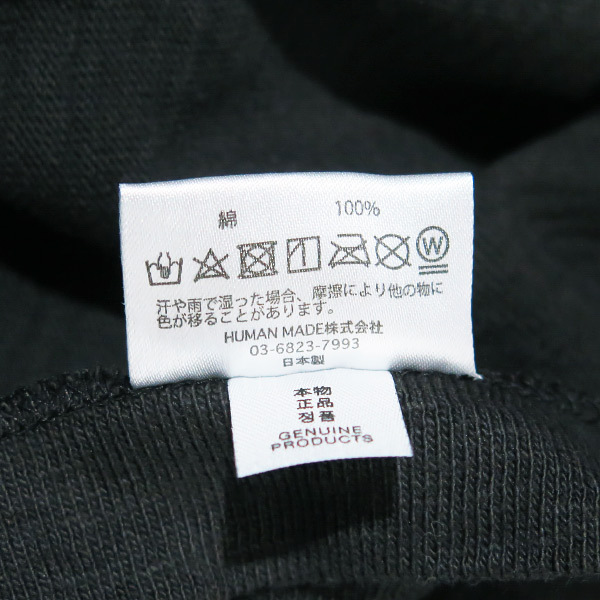 綿 100%
W
汗や雨で湿った場合、摩擦により他の物に
色が移ることがあります。
HUMAN MADE株式会社
03-6823-7993
日本製
本物
正品
정품
GENUINE
PRODUCTS